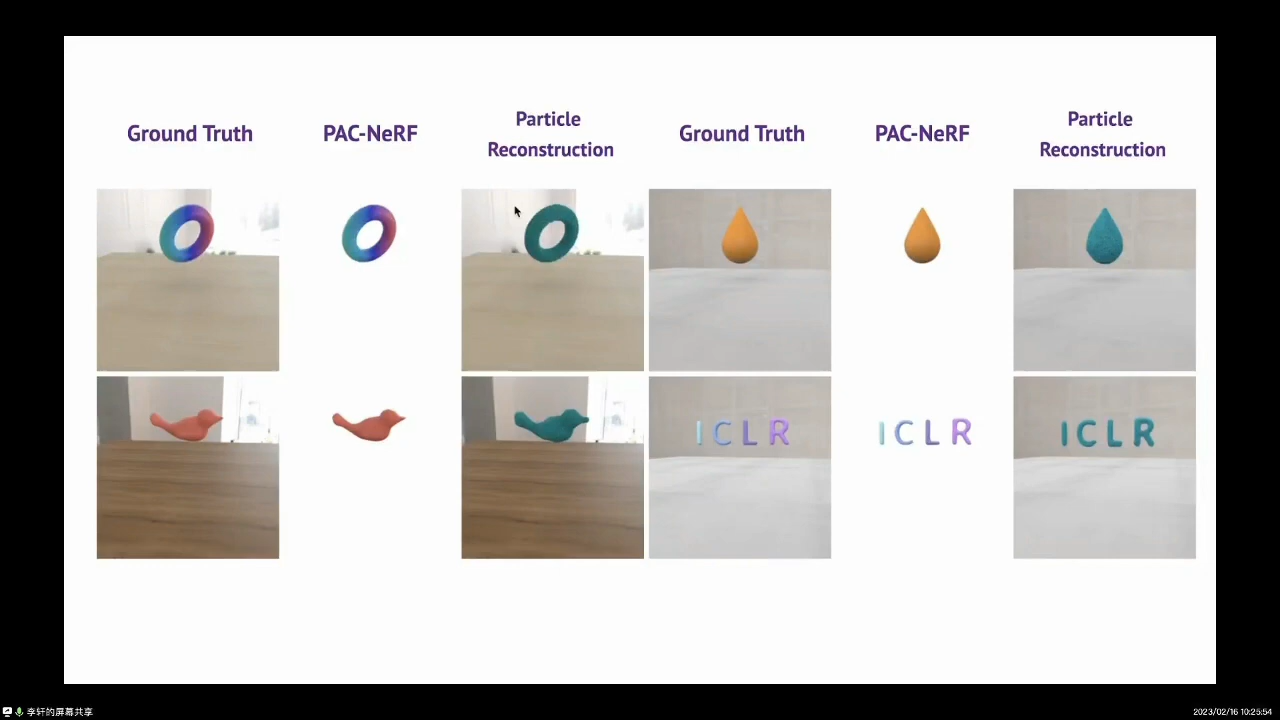 Ground Truth
PAC-NeRF
Particle
Reconstruction
Ground Truth
PAC-NeRF
Particle
Reconstruction
ICLR
ICLR
ICLR
李轩的屏幕共享
2023/02/16 10:25:54